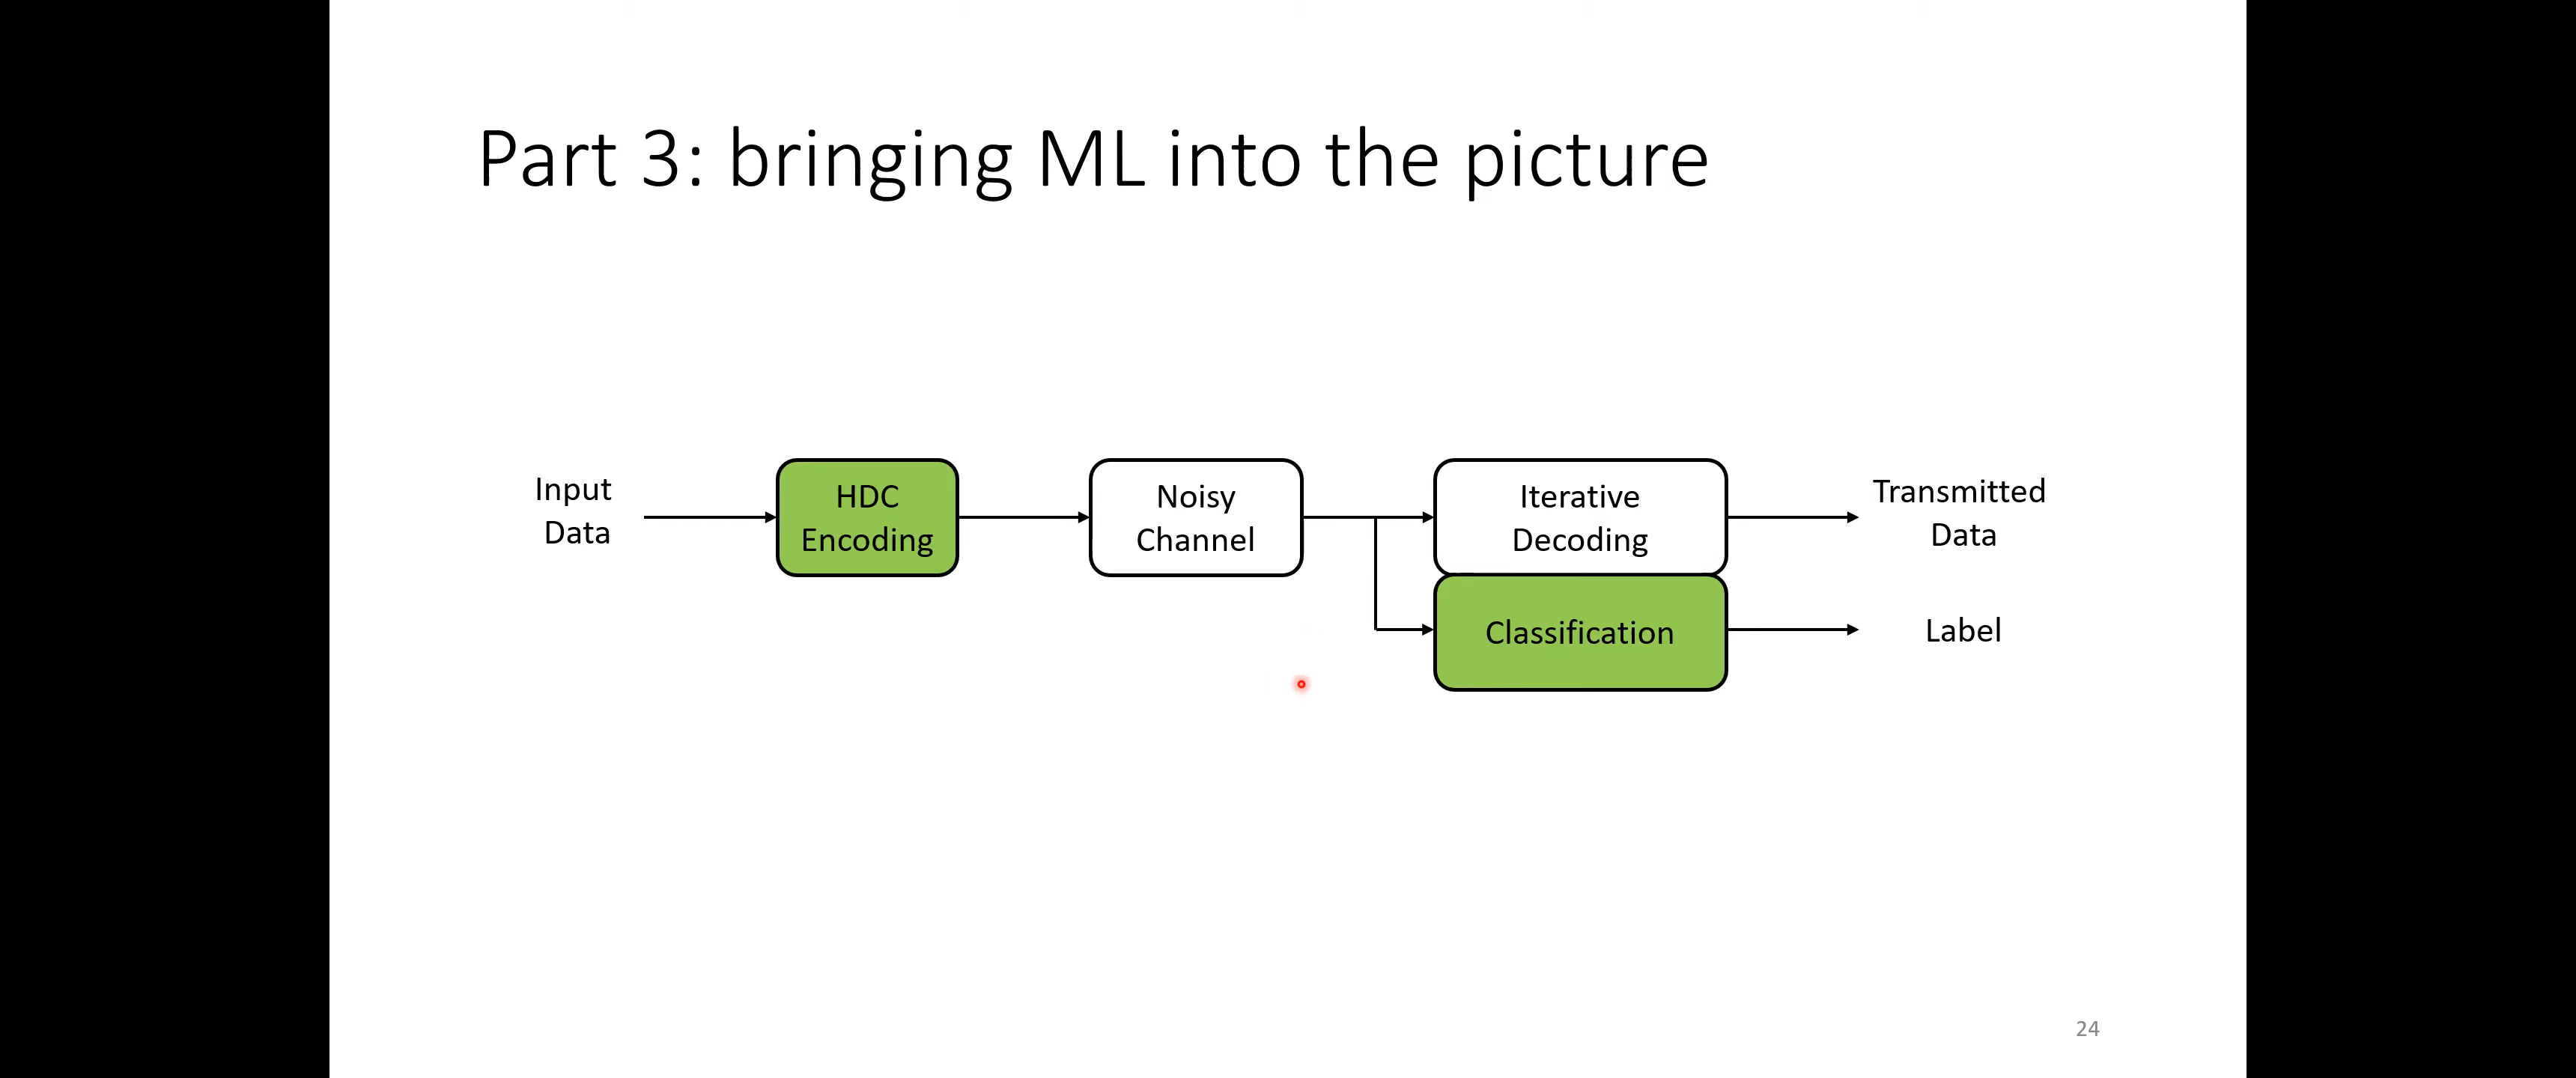 Part 3: bringing ML into the picture
Input
Data
HDC
Encoding
Noisy
Channel
Iterative
Decoding
Transmitted
Data
Classification
Label
24